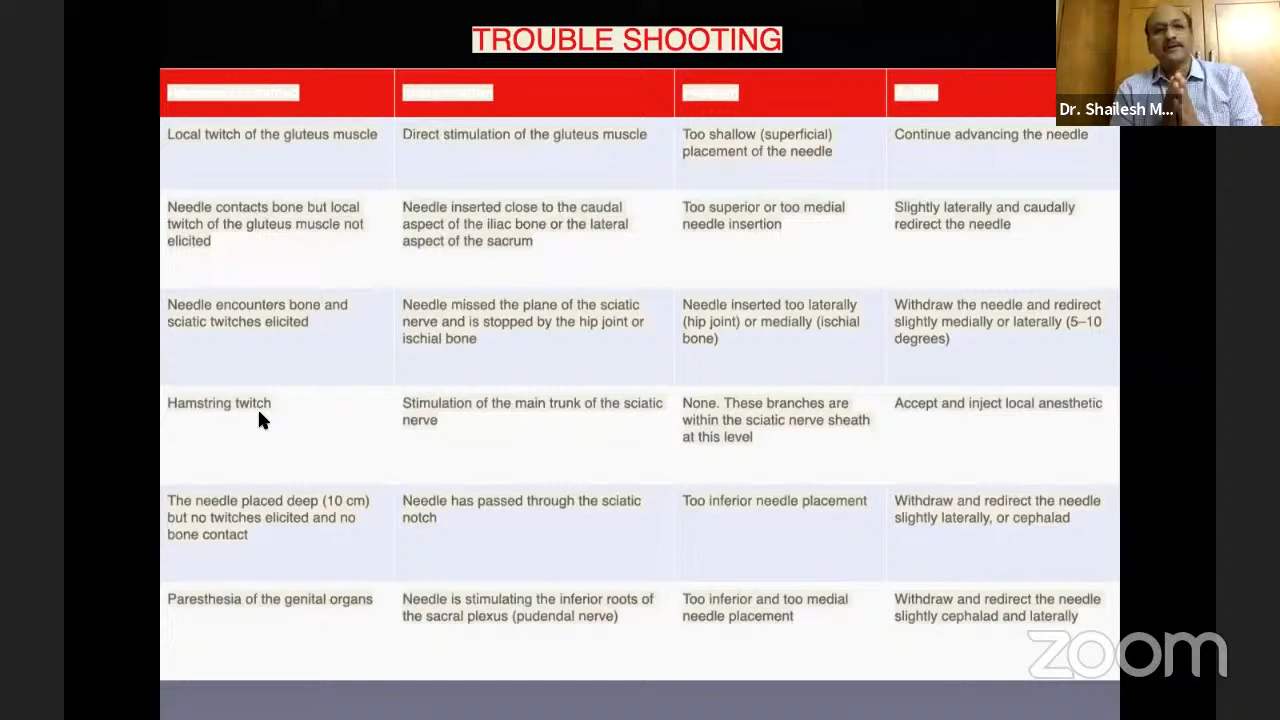 TROUBLE SHOOTING
Dr. Shailesh M...
Local twitch of the gluteus muscle
Direct stimulation of the gluteus muscle
Too shallow (superficial)
placement of the needle
Continue advancing the needle
Needle contacts bone but local
twitch of the gluteus muscle not
elicited
Needle inserted close to the caudal
aspect of the iliac bone or the lateral
aspect of the sacrum
Too superior or too medial
needle insertion
Slightly laterally and caudally
redirect the needle
Needle encounters bone and
sciatic twitches elicited
Needle missed the plane of the sciatic
nerve and is stopped by the hip joint or
ischial bone
Needle inserted too laterally
(hip joint) or medially (ischial
bone)
Withdraw the needle and redirect
slightly medially or laterally (5–10
degrees)
Hamstring twitch
Stimulation of the main trunk of the sciatic
nerve
None. These branches are
within the sciatic nerve sheath
at this level
Accept and inject local anesthetic
The needle placed deep (10 cm)
but no twitches elicited and no
bone contact
Needle has passed through the sciatic
notch
Too inferior needle placement
Withdraw and redirect the needle
slightly laterally, or cephalad
Paresthesia of the genital organs
Needle is stimulating the inferior roots of
the sacral plexus (pudendal nerve)
Too inferior and too medial
needle placement
Withdraw and redirect the needle
slightly cephalad and laterally
zoom